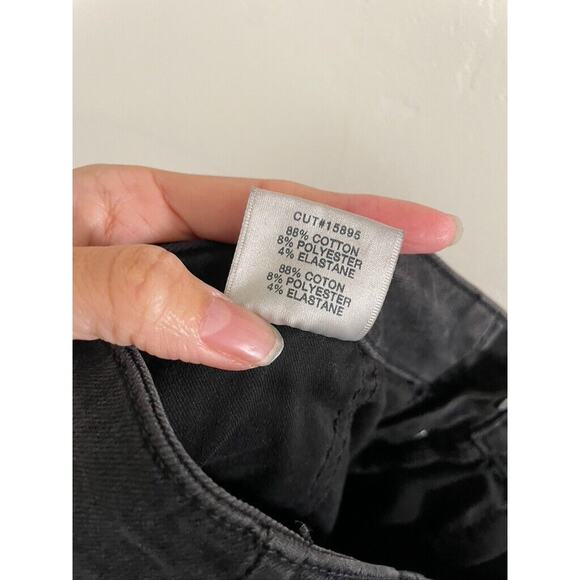 CUT#15895
88% COTTON
8% POLYESTER
4% ELASTANE
88% COTON
8% POLYESTER
4% ELASTANE